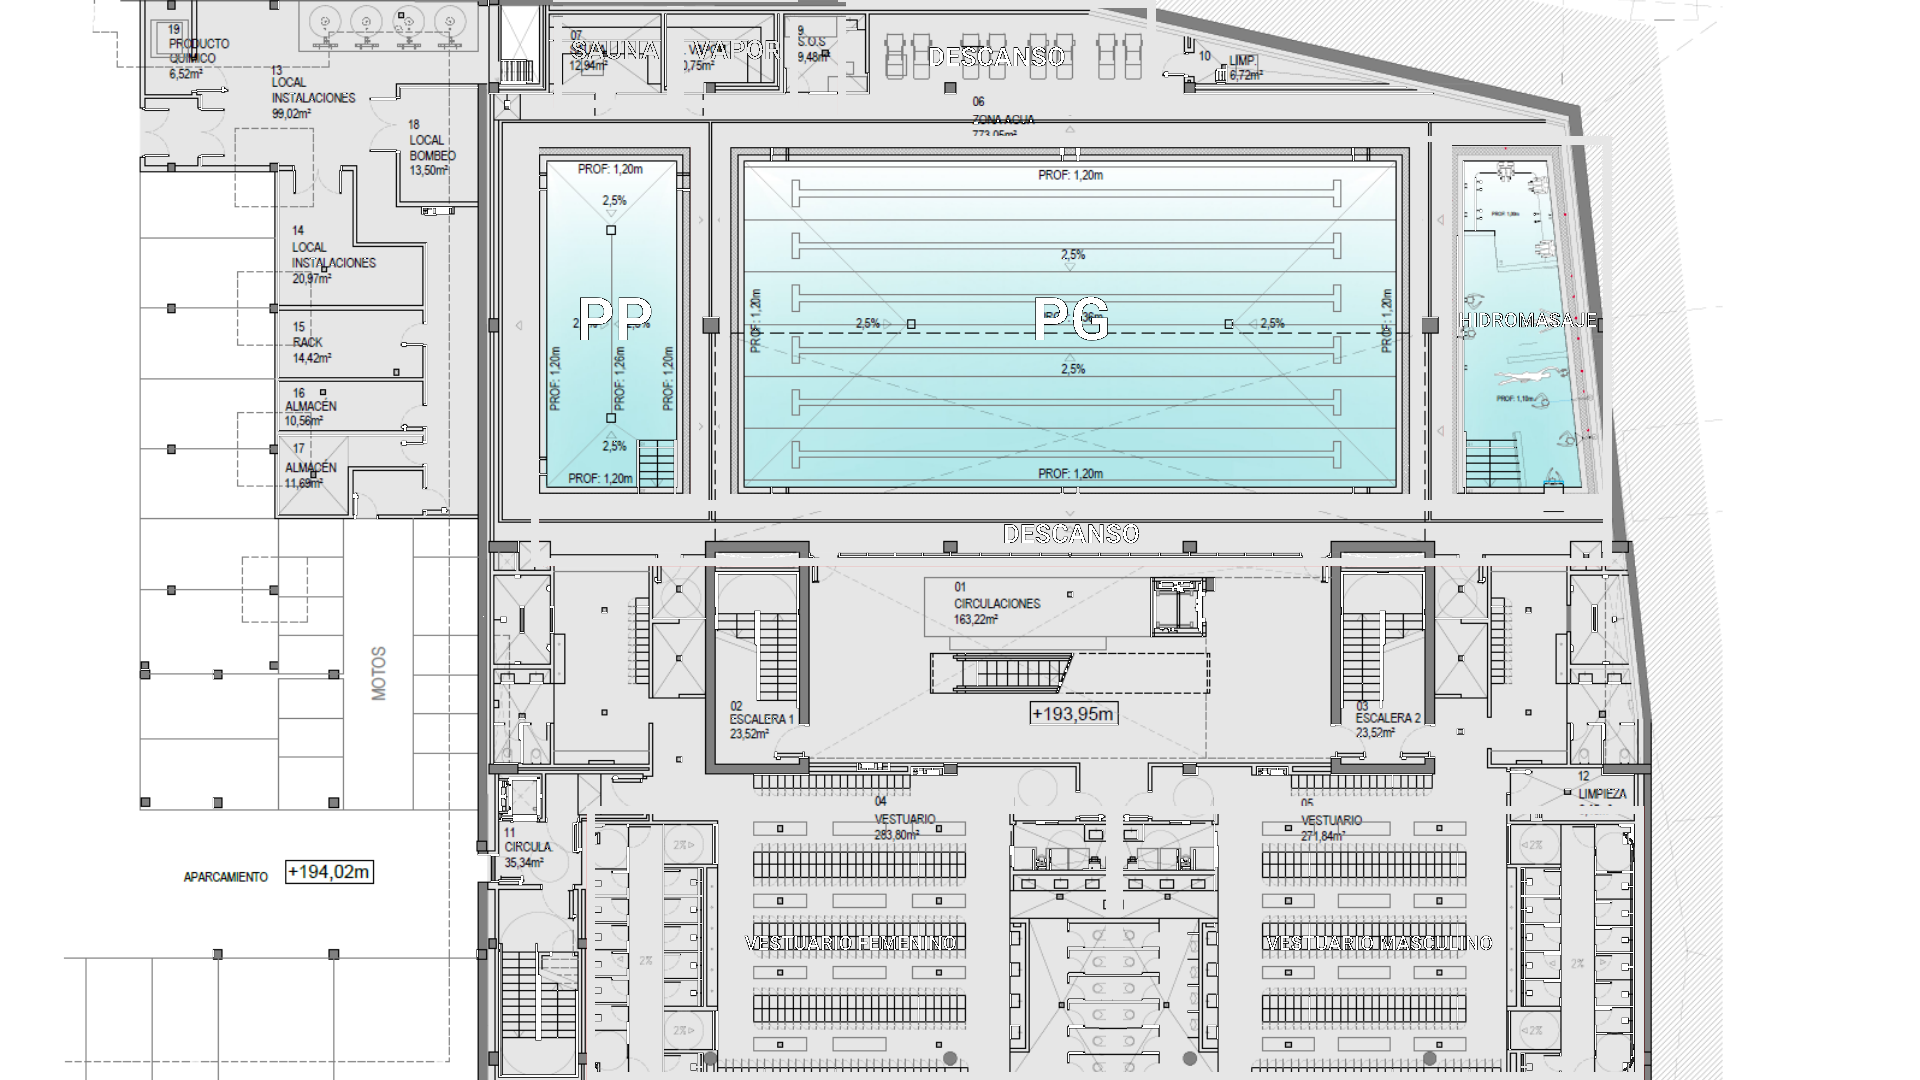 19
PRODUCTO
QUIMICO
6,52m²
13
LOCAL
INSTALACIONES
99,02m²
18
LOCAL
BOMBEO
13,50m²
07
SAUNA
12,94m²
VAPOR
9
S.O.S
9,48m²
DESCANSO
10
LIMP.
6,72m²
06
ZONA AGUA
773,05m²
14
LOCAL
INSTALACIONES
20,97m²
15
RACK
14,42m²
16
ALMACÉN
10,56m²
17
ALMACÉN
11,69m²
PROF: 1,20m
2,5%
PP
PROF: 1,20m
PROF: 1,26m
PROF: 1,20m
2,5%
PROF: 1,20m
PROF: 1,20m
2,5%
PROF: 1,20m
2,5%
PG
2,5%
PROF: 1,20m
2,5%
PROF: 1,20m
HIDROMASAJE
PROF: 1,10m
DESCANSO
01
CIRCULACIONES
163,22m²
+193,95m
02
ESCALERA 1
23,52m²
03
ESCALERA 2
23,52m²
MOTOS
APARCAMIENTO
+194,02m
11
CIRCULA.
35,34m²
04
VESTUARIO
283,80m²
05
VESTUARIO
271,84m²
12
LIMPIEZA
2%
2%
2%
2%
2%
2%
VESTUARIO FEMENINO
VESTUARIO MASCULINO